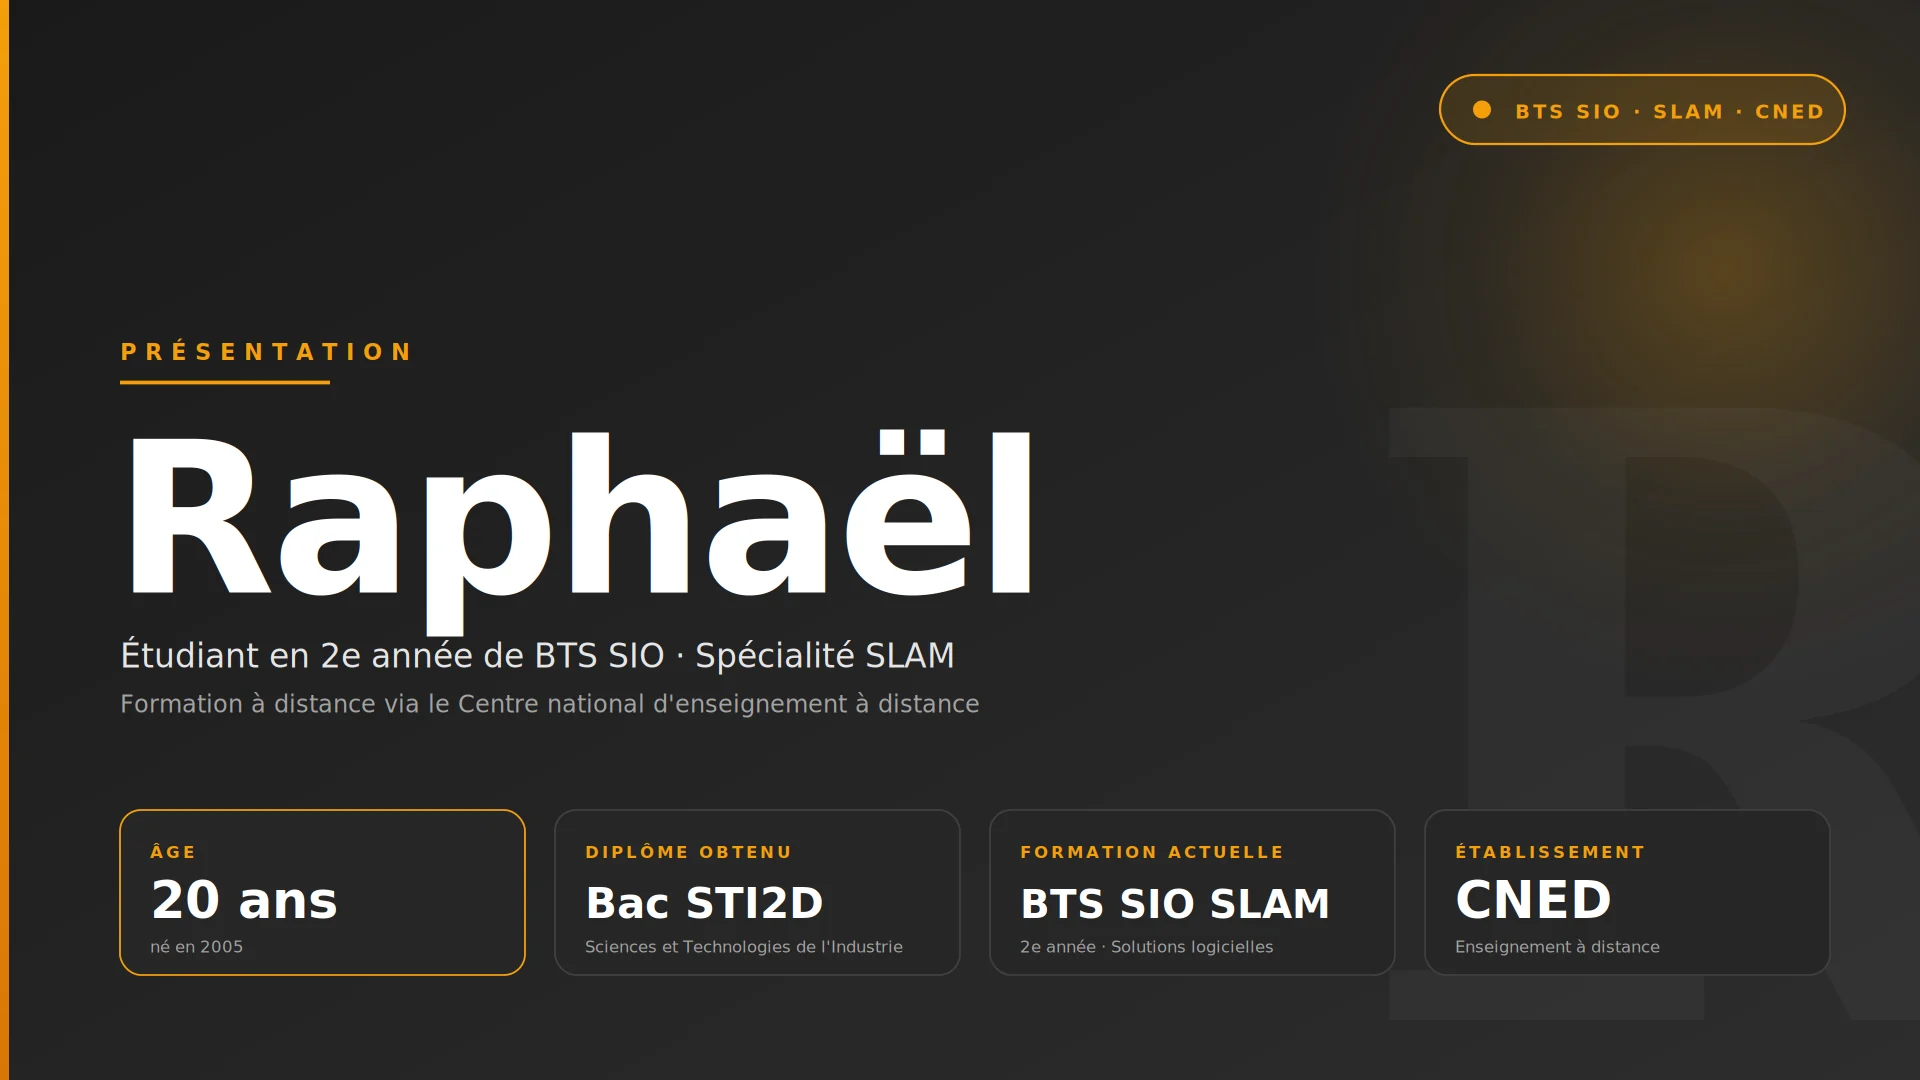 BTS SIO · SLAM · CNED
PRÉSENTATION
Raphaël
Étudiant en 2e année de BTS SIO · Spécialité SLAM
Formation à distance via le Centre national d'enseignement à distance
ÂGE
20 ans
né en 2005
DIPLÔME OBTENU
Bac STI2D
Sciences et Technologies de l'Industrie
FORMATION ACTUELLE
BTS SIO SLAM
2e année · Solutions logicielles
ÉTABLISSEMENT
CNED
Enseignement à distance
R